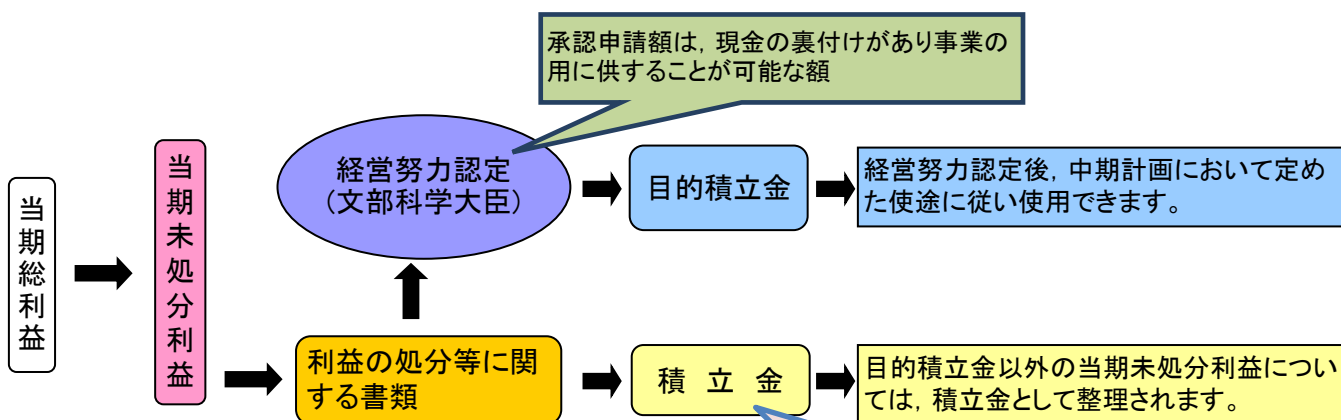 承認申請額は，現金の裏付けがあり事業の
用に供することが可能な額
当期総利益
当期未処分利益
経営努力認定
（文部科学大臣）
目的積立金
経営努力認定後，中期計画において定め
た使途に従い使用できます。
利益の処分等に関
する書類
積 立 金
目的積立金以外の当期未処分利益につい
ては，積立金として整理されます。